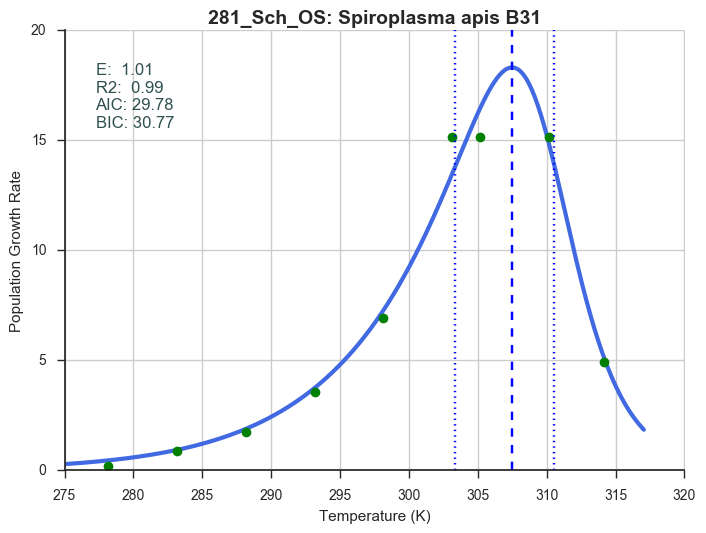 281_Sch_OS: Spiroplasma apis B31
E:  1.01
R2:  0.99
AIC: 29.78
BIC: 30.77
Population Growth Rate
20
15
10
5
0
275 280 285 290 295 300 305 310 315 320
Temperature (K)